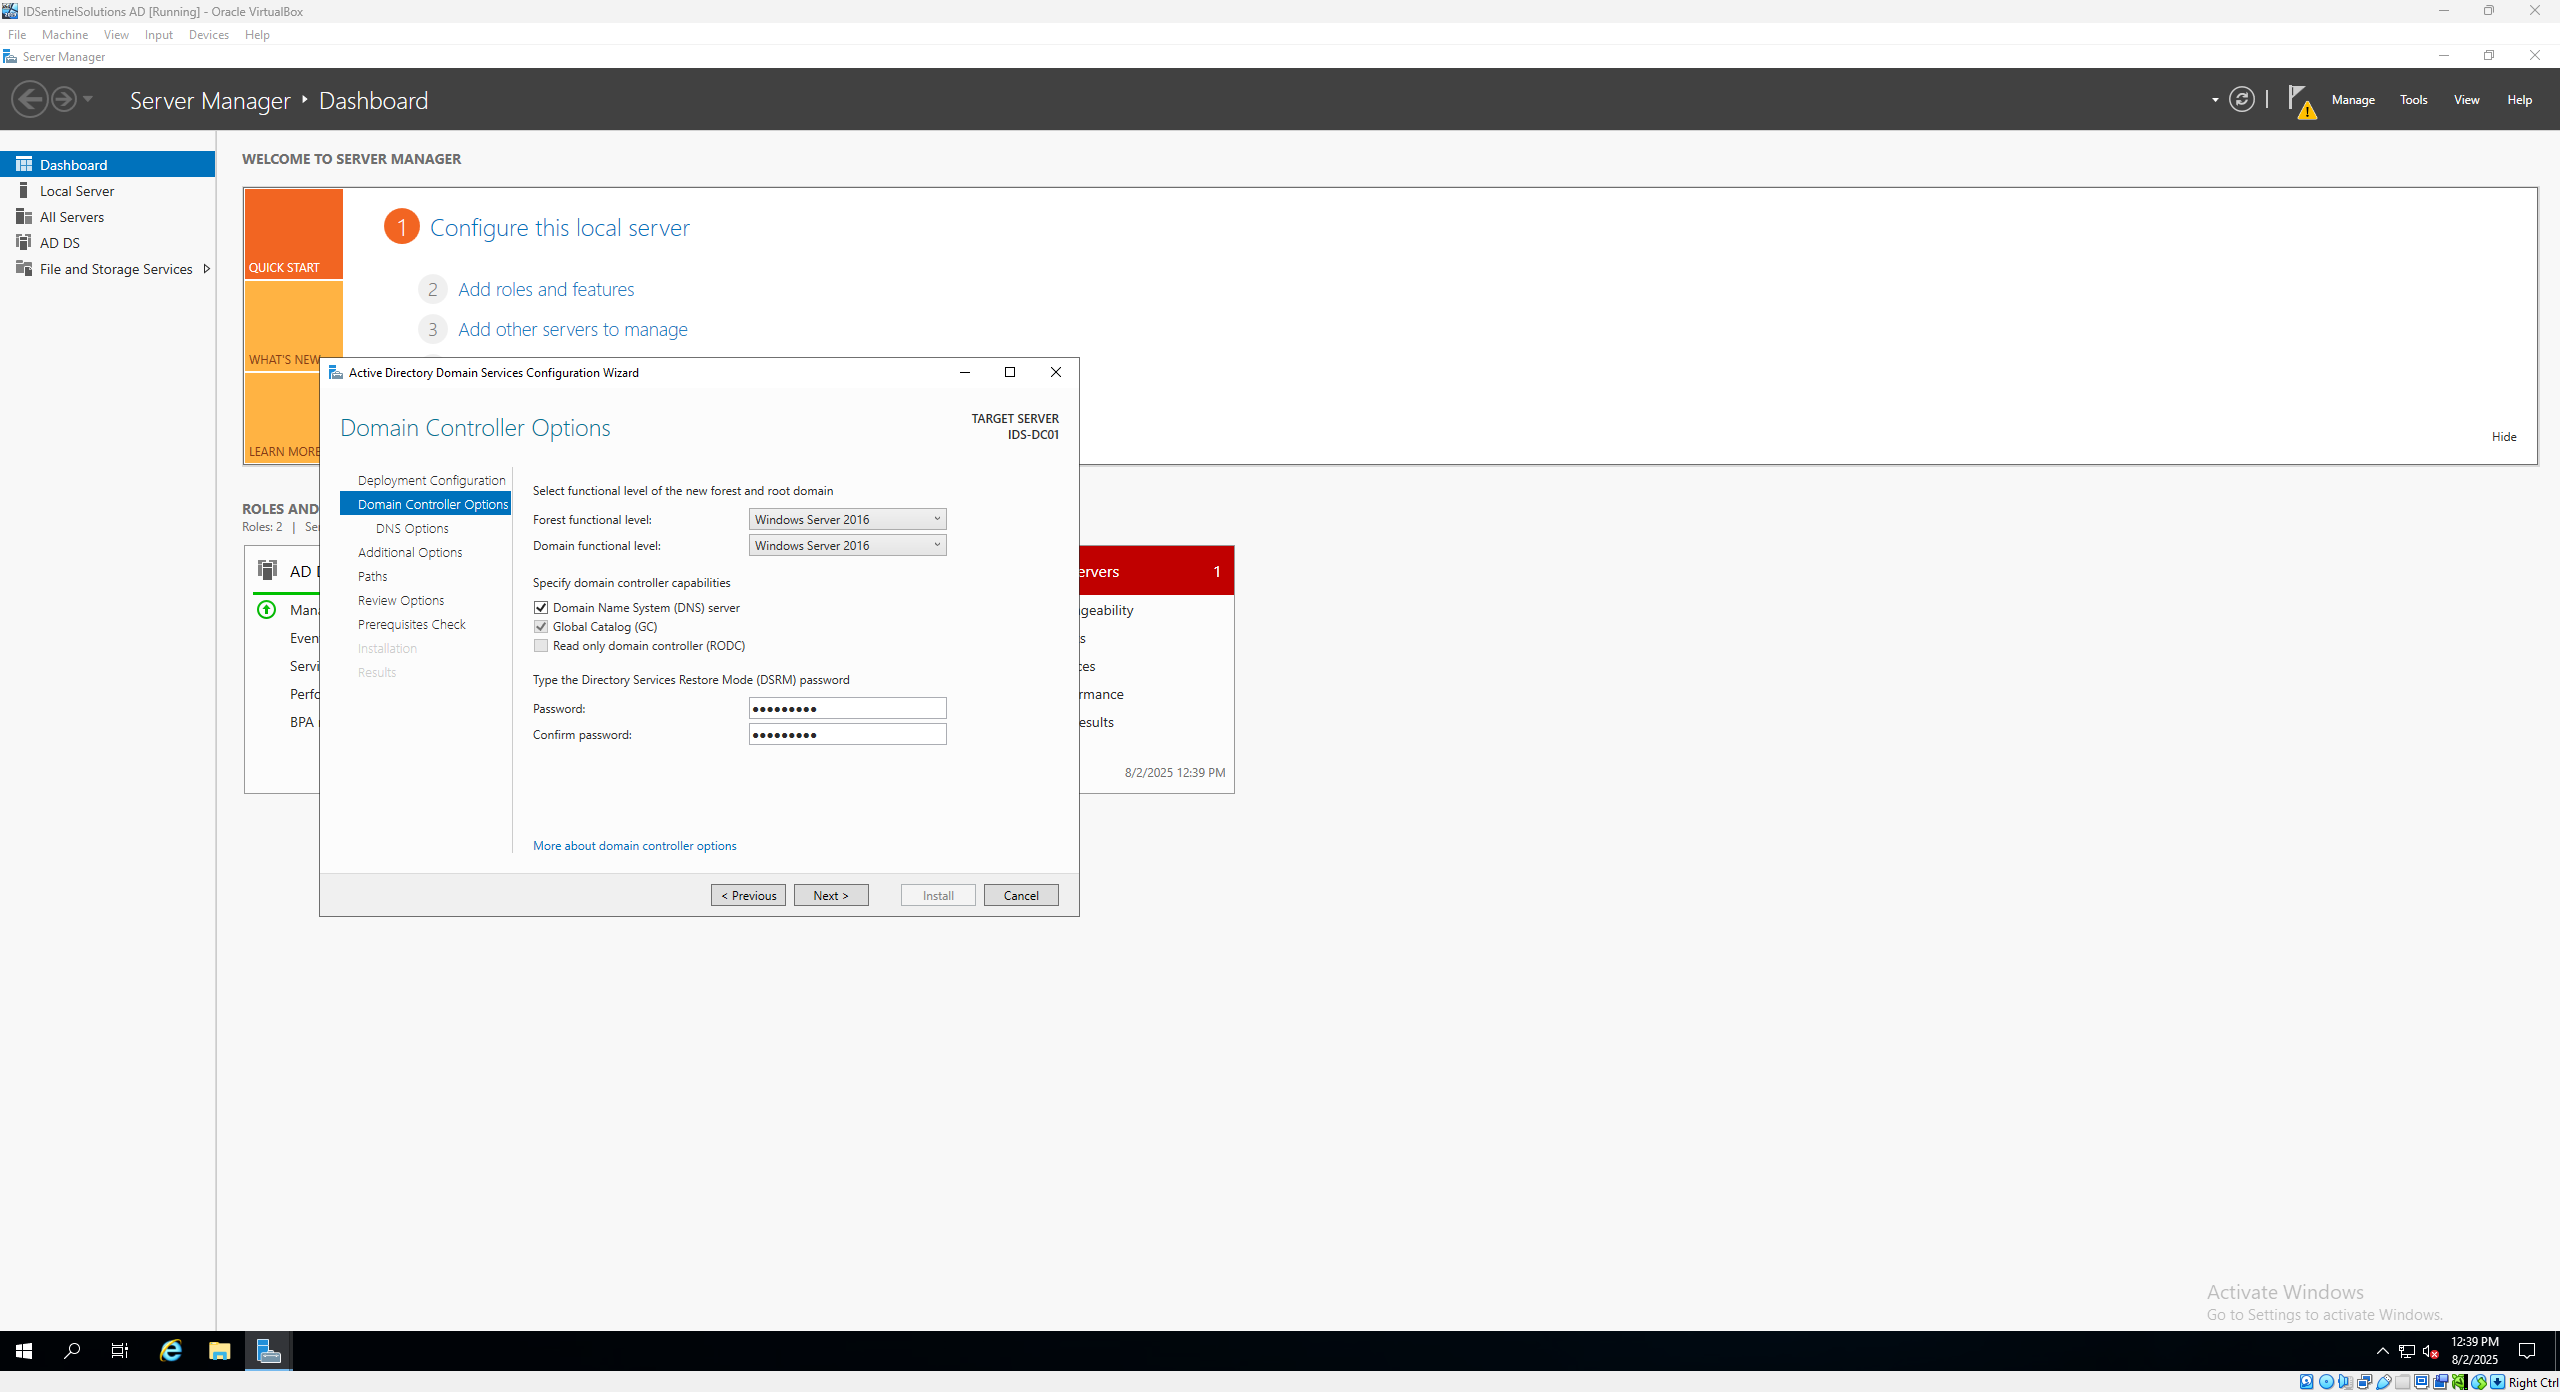 IDSentinelSolutions AD [Running] - Oracle VirtualBox
File Machine View Input Devices Help
Server Manager
Server Manager ‣ Dashboard
Manage Tools View Help
Dashboard
Local Server
All Servers
AD DS
File and Storage Services
WELCOME TO SERVER MANAGER
QUICK START
WHAT'S NEW
LEARN MORE
1 Configure this local server
2 Add roles and features
3 Add other servers to manage
Hide
ROLES AND
Roles: 2 |
AD
BPA
Active Directory Domain Services Configuration Wizard
Domain Controller Options
TARGET SERVER
IDS-DC01
Deployment Configuration
Domain Controller Options
DNS Options
Additional Options
Paths
Review Options
Prerequisites Check
Installation
Results
Select functional level of the new forest and root domain
Forest functional level: Windows Server 2016
Domain functional level: Windows Server 2016
Specify domain controller capabilities
Domain Name System (DNS) server
Global Catalog (GC)
Read only domain controller (RODC)
Type the Directory Services Restore Mode (DSRM) password
Password: •••••••••
Confirm password: •••••••••
More about domain controller options
< Previous Next > Install Cancel
ervers 1
geability
s
ces
rmance
esults
8/2/2025 12:39 PM
Activate Windows
Go to Settings to activate Windows.
12:39 PM
8/2/2025
Right Ctrl